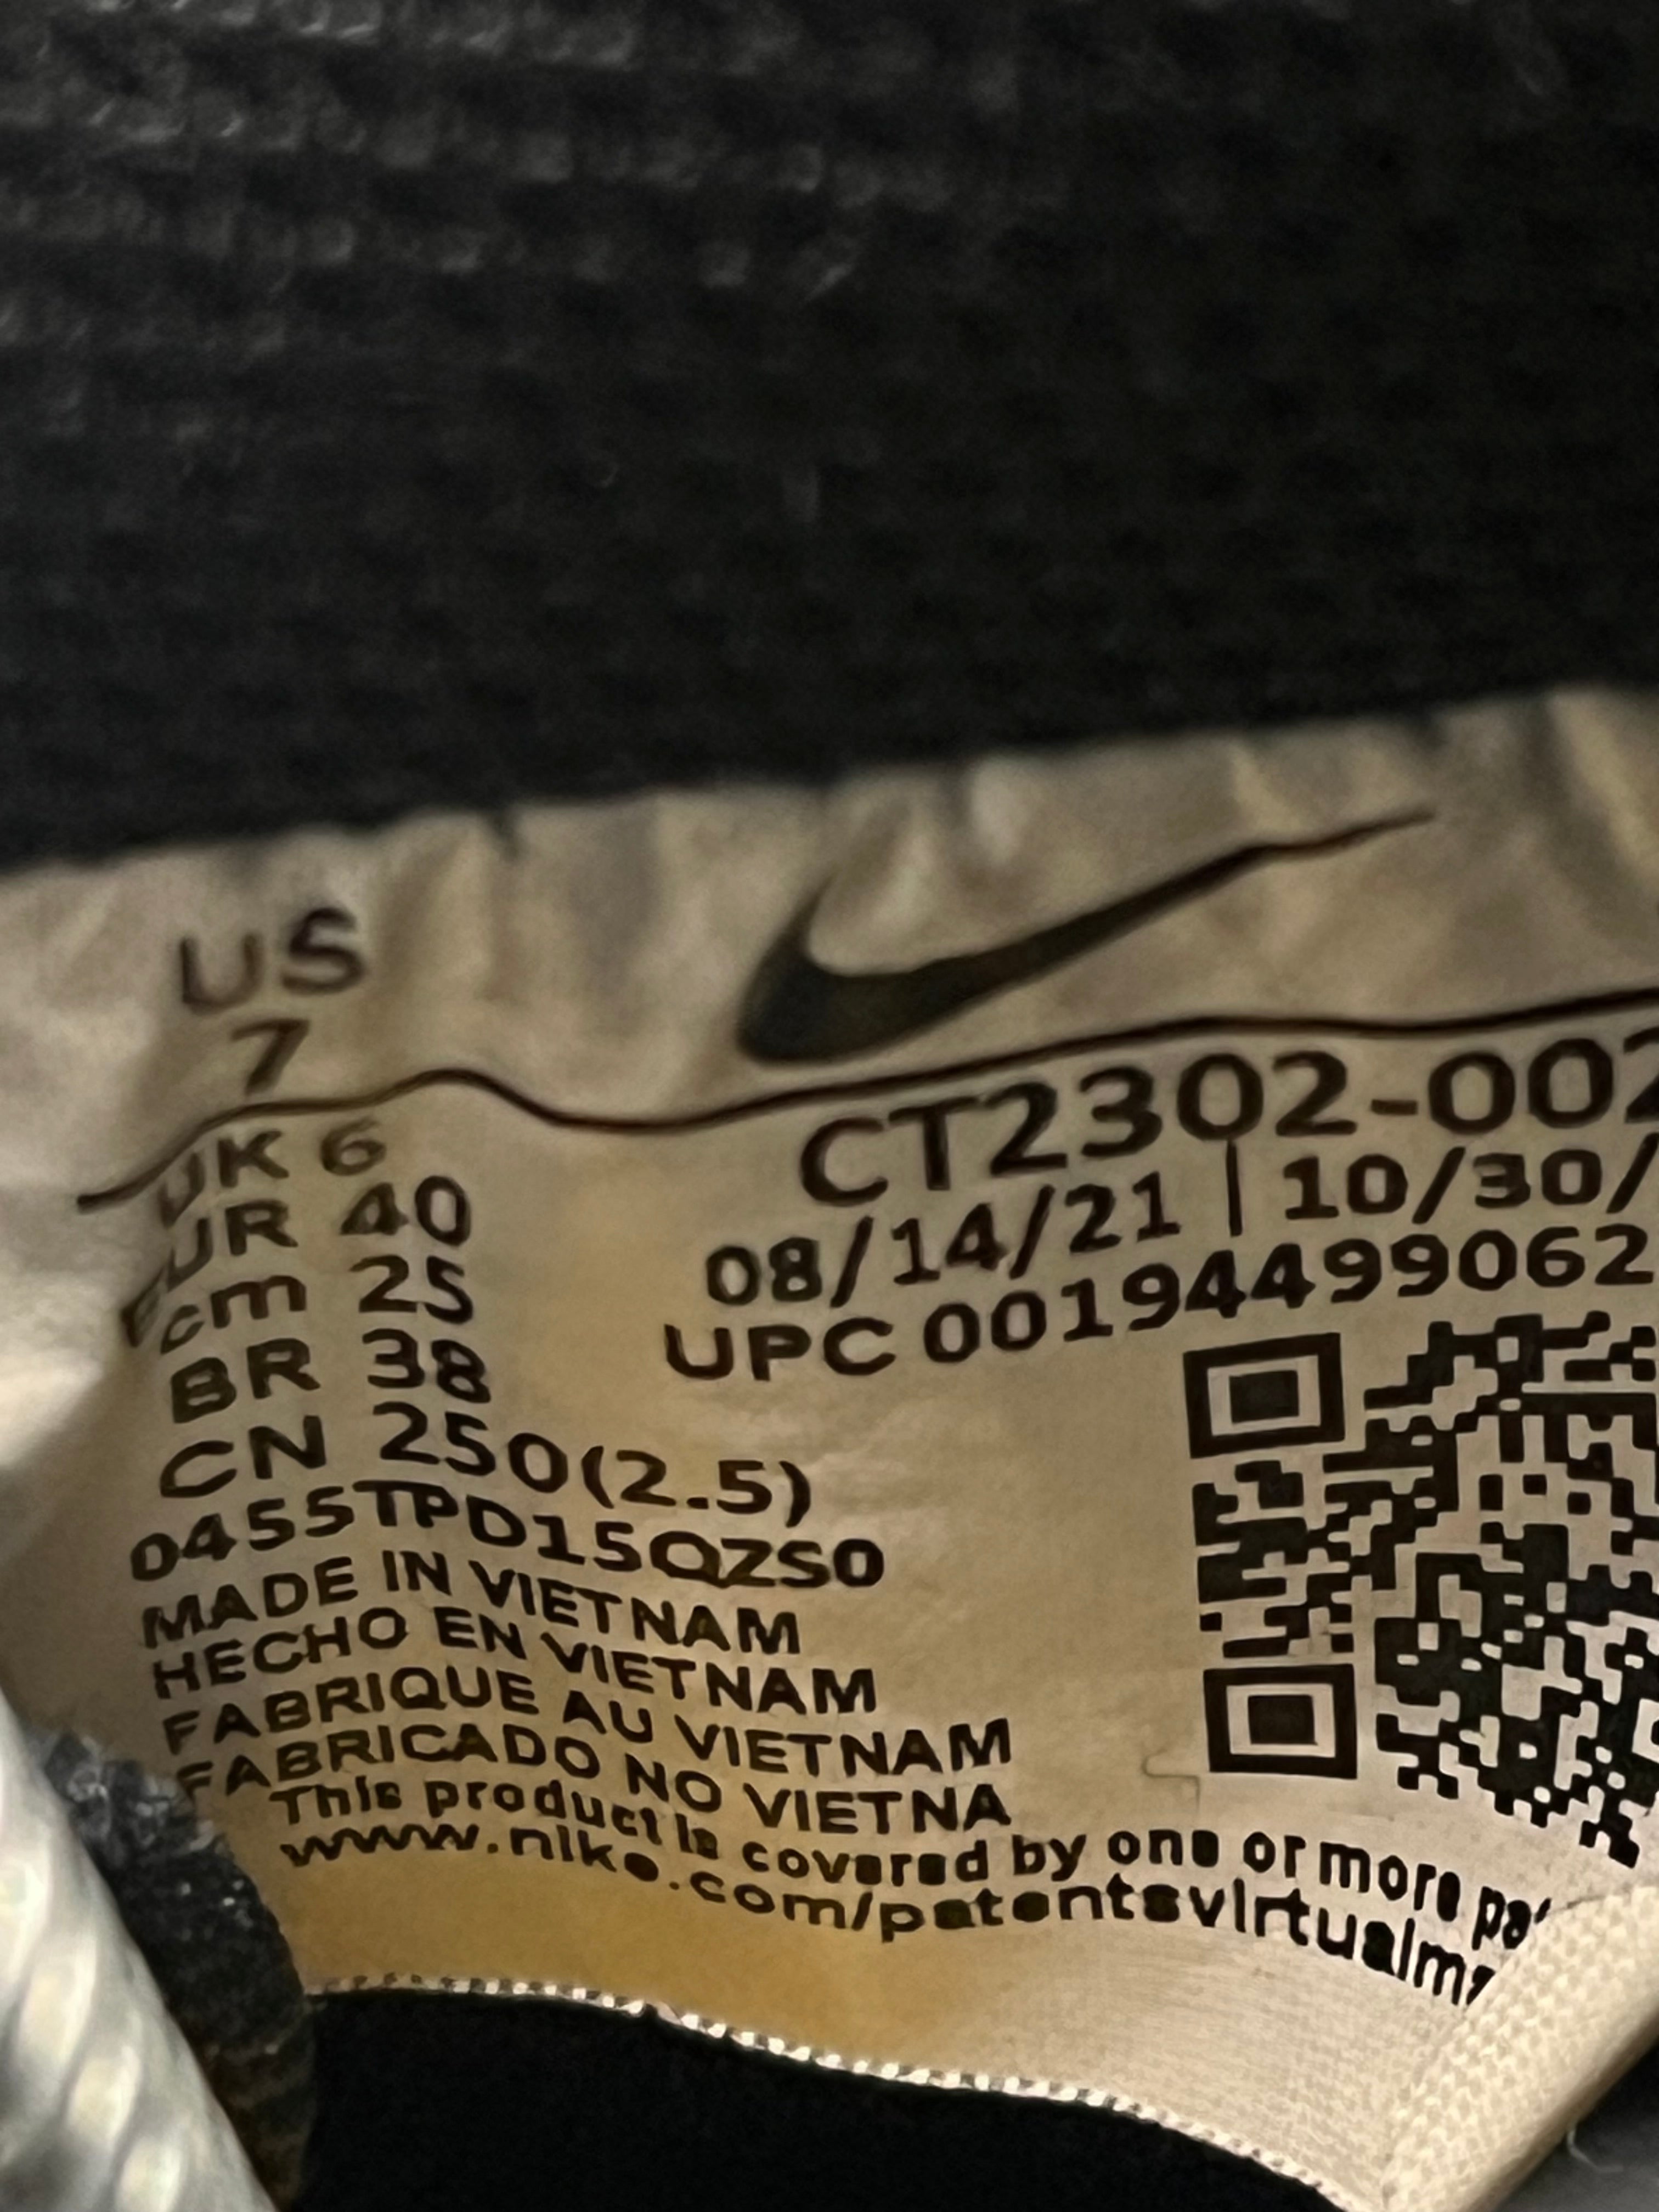 US
7
UK 6
EUR 40
cm 25
BR 38
CN 250(2.5)
0455TPD15QZS0
MADE IN VIETNAM
HECHO EN VIETNAM
FABRIQUE AU VIETNAM
FABRICADO NO VIETNA
This product is covered by one or more
www.nike.com/patentsvirtualm
CT2302-002
08/14/21 | 10/30/
UPC 00194499062